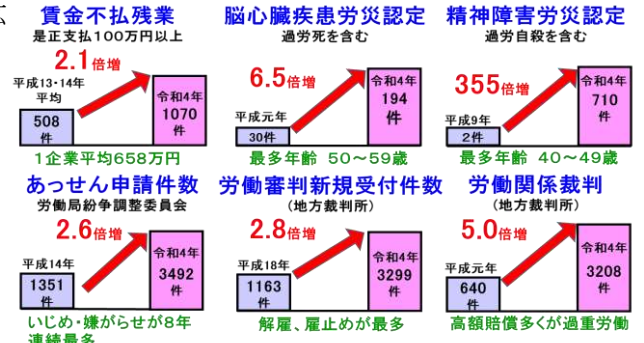 賃金不払残業
是正支払100万円以上
2.1倍増
平成13・14年
平均
508
件
令和4年
1070
件
1企業平均658万円
脳心臓疾患労災認定
過労死を含む
6.5倍増
平成元年
30件
令和4年
194
件
最多年齢 50～59歳
精神障害労災認定
過労自殺を含む
355倍増
平成9年
2件
令和4年
710
件
最多年齢 40～49歳
あっせん申請件数
労働局紛争調整委員会
2.6倍増
平成14年
1351
件
令和4年
3492
件
いじめ・嫌がらせが8年
連続最多
労働審判新規受付件数
(地方裁判所)
2.8倍増
平成18年
1163
件
令和4年
3299
件
解雇、雇止めが最多
労働関係裁判
(地方裁判所)
5.0倍増
平成元年
640
件
令和4年
3208
件
高額賠償多くが過重労働